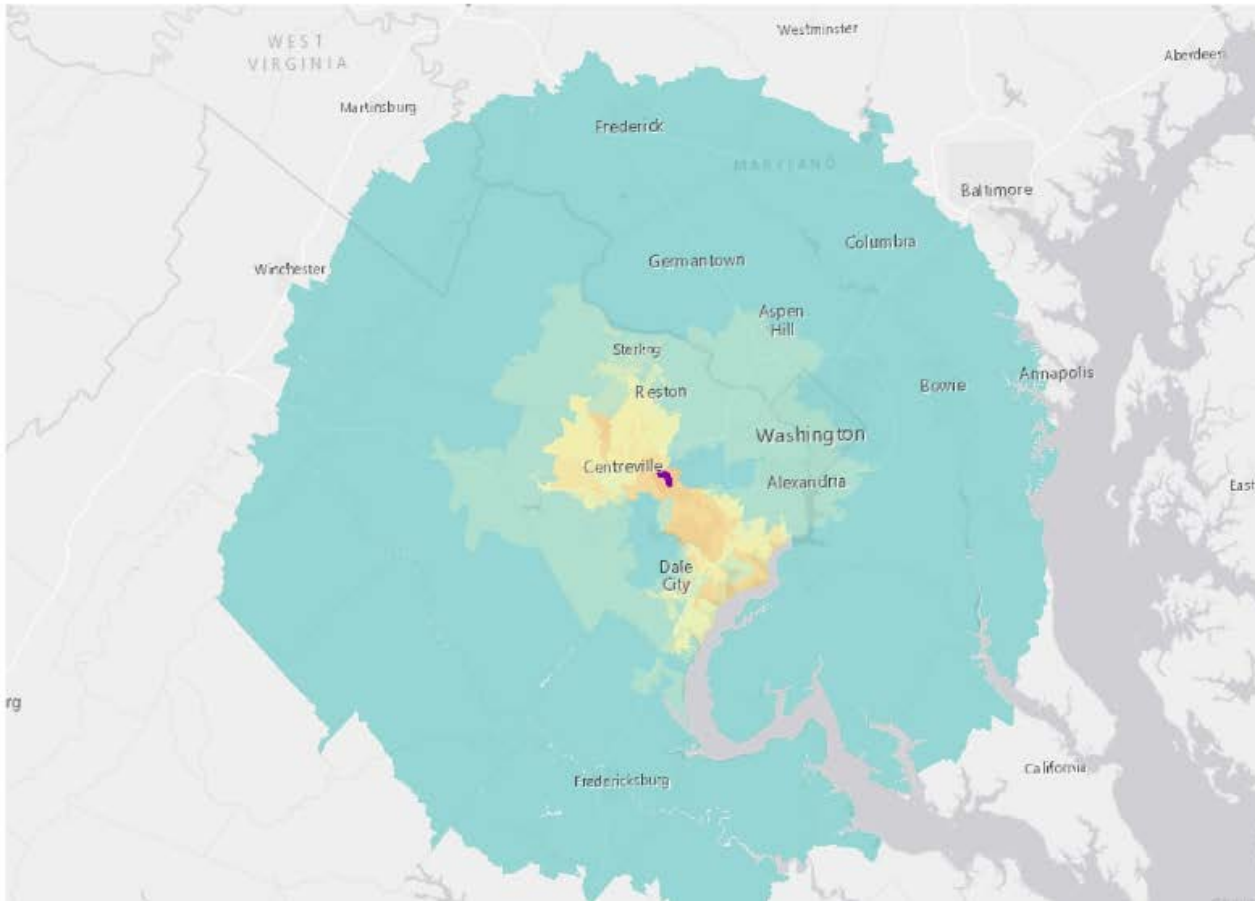 Westminster
WEST
VIRGINIA
Aberdeen
Martinsburg
Frederick
MARYLAND
Baltimore
Columbia
Germantown
Winchester
Aspen
Hill
Sterling
Annapolis
Reston
Bowie
Washington
Centreville
Alexandria
East
Dale
City
rg
California
Fredericksburg